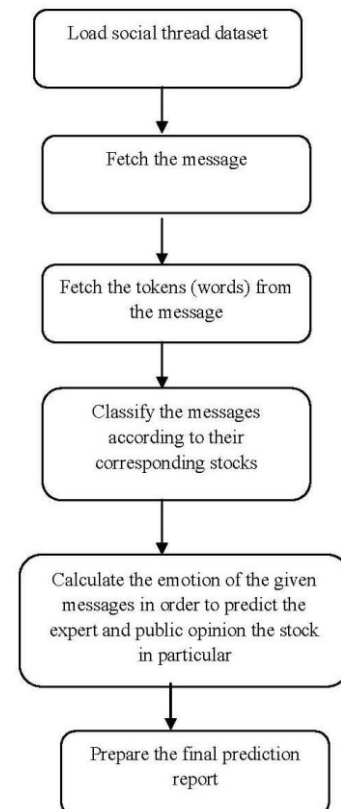 Load social thread dataset
Fetch the message
Fetch the tokens (words) from
the message
Classify the messages
according to their
corresponding stocks
Calculate the emotion of the given
messages in order to predict the
expert and public opinion the stock
in particular
Prepare the final prediction
report